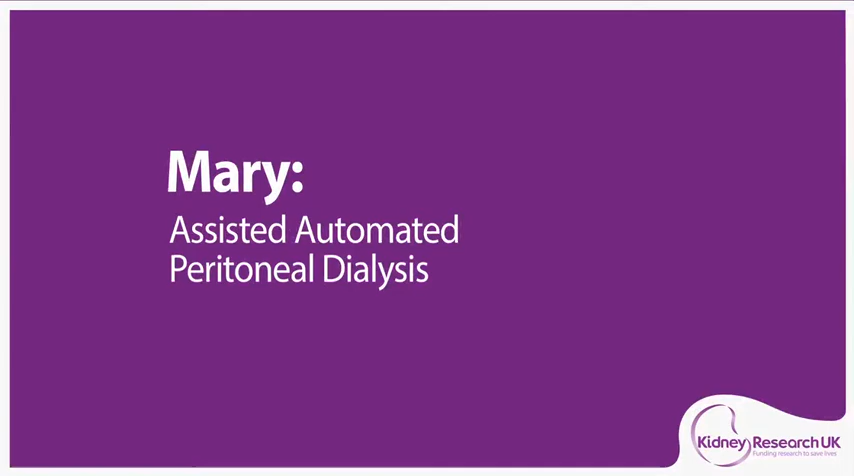 Mary:
Assisted Automated
Peritoneal Dialysis
Kidney Research UK
Funding research to save lives